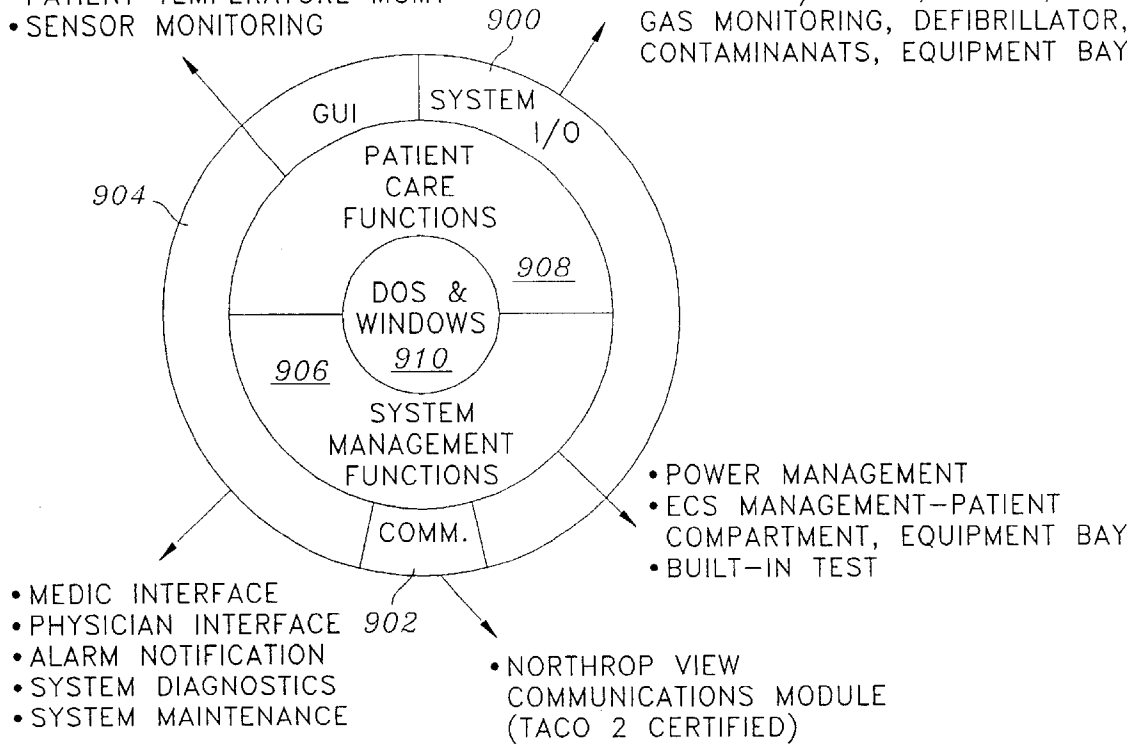 • SENSOR MONITORING
900
GAS MONITORING, DEFIBRILLATOR,
CONTAMINANATS, EQUIPMENT BAY
GUI
SYSTEM
I/O
PATIENT
CARE
FUNCTIONS
904
908
DOS &
WINDOWS
910
906
SYSTEM
MANAGEMENT
FUNCTIONS
COMM.
• POWER MANAGEMENT
• ECS MANAGEMENT–PATIENT
COMPARTMENT, EQUIPMENT BAY
• BUILT–IN TEST
• MEDIC INTERFACE
• PHYSICIAN INTERFACE
902
• ALARM NOTIFICATION
• SYSTEM DIAGNOSTICS
• SYSTEM MAINTENANCE
• NORTHROP VIEW
COMMUNICATIONS MODULE
(TACO 2 CERTIFIED)